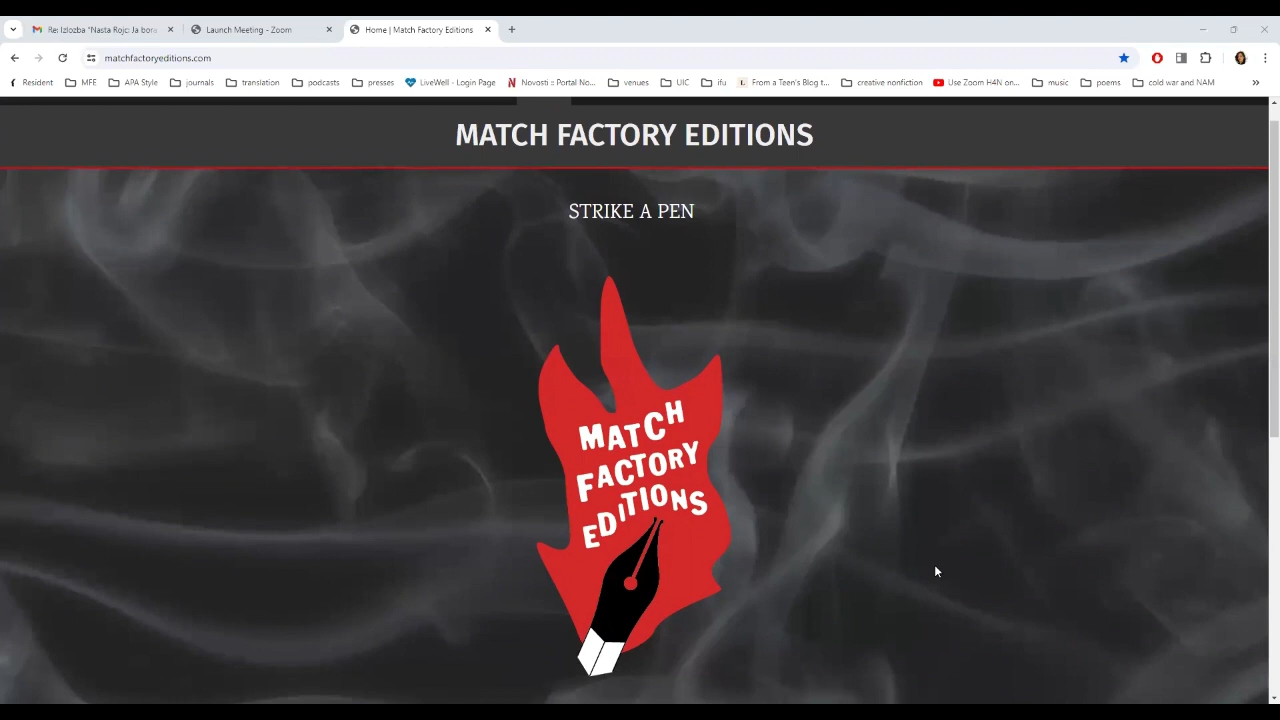 Re: Izlozba "Nasta Rojc: Ja bora
Launch Meeting - Zoom
Home | Match Factory Editions
matchfactoryeditions.com
Resident MFE APA Style journals translation podcasts presses LiveWell - Login Page Novosti :: Portal No... venues UIC ifu From a Teen's Blog t... creative nonfiction Use Zoom H4N on... music poems cold war and NAM
MATCH FACTORY EDITIONS
STRIKE A PEN
MATCH
FACTORY
EDITIONS